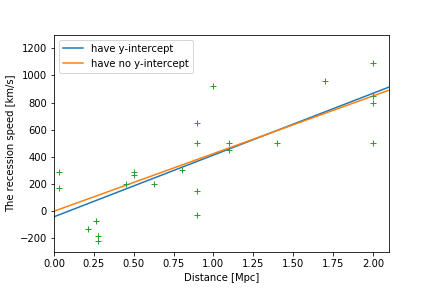 have y-intercept
have no y-intercept
1200
1000
800
600
400
200
0
−200
The recession speed [km/s]
0.00 0.25 0.50 0.75 1.00 1.25 1.50 1.75 2.00
Distance [Mpc]